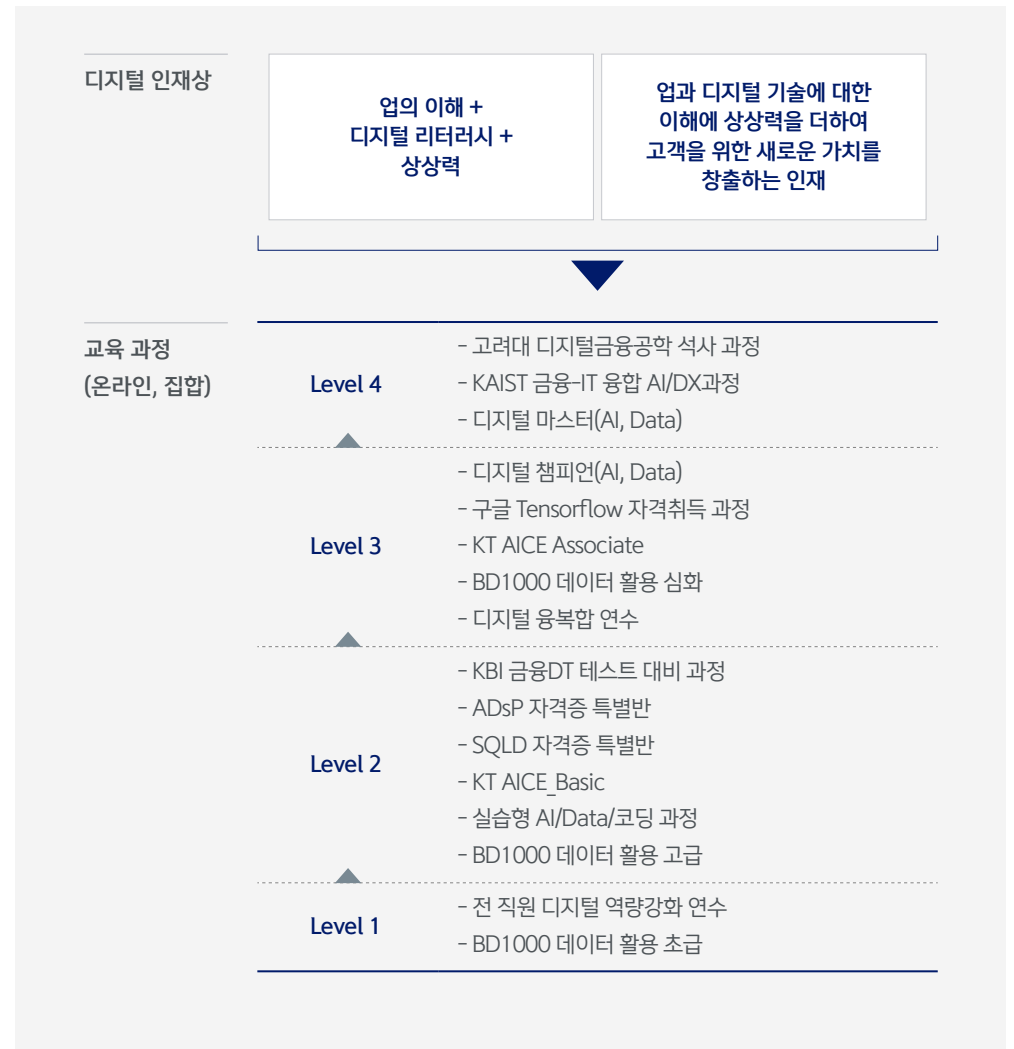 디지털 인재상
업의 이해 +
디지털 리터러시 +
상상력
업과 디지털 기술에 대한
이해에 상상력을 더하여
고객을 위한 새로운 가치를
창출하는 인재
교육 과정
(온라인, 집합)
Level 4
- 고려대 디지털금융공학 석사 과정
- KAIST 금융-IT 융합 AI/DX과정
- 디지털 마스터(AI, Data)
Level 3
- 디지털 챔피언(AI, Data)
- 구글 Tensorflow 자격취득 과정
- KT AICE Associate
- BD1000 데이터 활용 심화
- 디지털 융복합 연수
Level 2
- KBI 금융DT 테스트 대비 과정
- ADsP 자격증 특별반
- SQLD 자격증 특별반
- KT AICE_Basic
- 실습형 AI/Data/코딩 과정
- BD1000 데이터 활용 고급
Level 1
- 전 직원 디지털 역량강화 연수
- BD1000 데이터 활용 초급